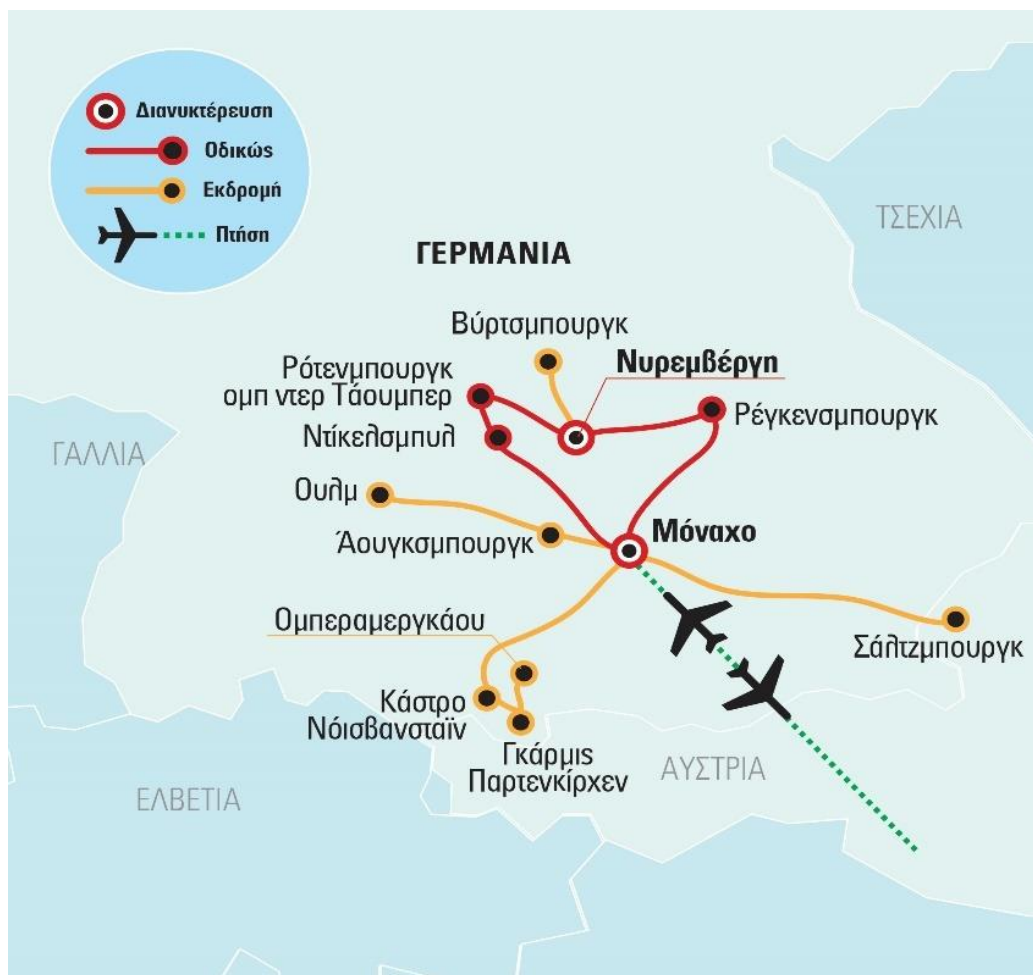 Διανυκτέρευση
Οδικώς
Εκδρομή
Πτήση
ΤΣΕΧΙΑ
ΓΕΡΜΑΝΙΑ
Βύρτσμπουργκ
Νυρεμβέργη
Ρότενμπουργκ
ομπ ντερ Τάουμπερ
Ρέγκενσμπουργκ
Ντίκελσμπυλ
ΓΑΛΛΙΑ
Ουλμ
Άουγκσμπουργκ
Μόναχο
Ομπεραμεργκάου
Σάλτζμπουργκ
Κάστρο
Νόισβανσταϊν
Γκάρμις
Παρτενκίρχεν
ΑΥΣΤΡΙΑ
ΕΛΒΕΤΙΑ